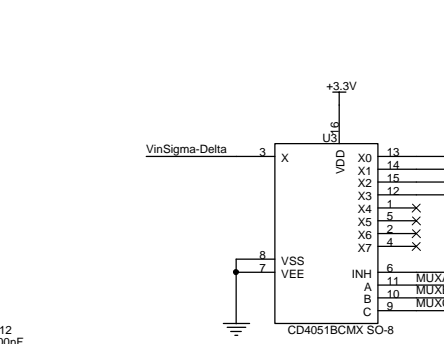 +3.3V
16
U3
VinSigma-Delta
3
X
VDD
X0
13
X1
14
X2
15
X3
12
X4
1
X5
5
X6
2
X7
4
8
VSS
7
VEE
INH
6
A
11
B
10
C
9
CD4051BCMX SO-8
12